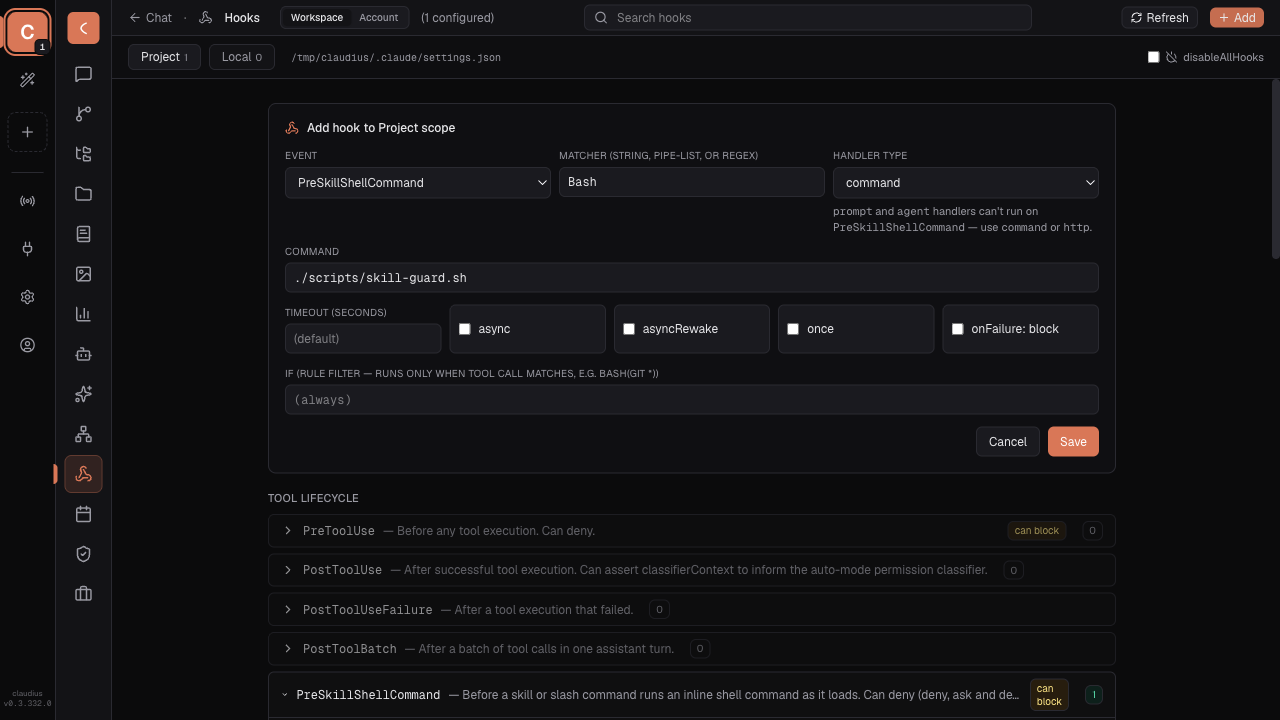 C
1
Chat · Hooks Workspace Account (1 configured) Search hooks Refresh Add
Project 1 Local 0 /tmp/claudius/.claude/settings.json disableAllHooks
Add hook to Project scope
EVENT MATCHER (STRING, PIPE-LIST, OR REGEX) HANDLER TYPE
PreSkillShellCommand Bash command
prompt and agent handlers can't run on
PreSkillShellCommand — use command or http.
COMMAND
./scripts/skill-guard.sh
TIMEOUT (SECONDS)
(default) async asyncRewake once onFailure: block
IF (RULE FILTER — RUNS ONLY WHEN TOOL CALL MATCHES, E.G. BASH(GIT *))
(always)
Cancel Save
TOOL LIFECYCLE
PreToolUse — Before any tool execution. Can deny. can block 0
PostToolUse — After successful tool execution. Can assert classifierContext to inform the auto-mode permission classifier. 0
PostToolUseFailure — After a tool execution that failed. 0
PostToolBatch — After a batch of tool calls in one assistant turn. 0
PreSkillShellCommand — Before a skill or slash command runs an inline shell command as it loads. Can deny (deny, ask and de... can block 1
claudius
v0.3.332.0